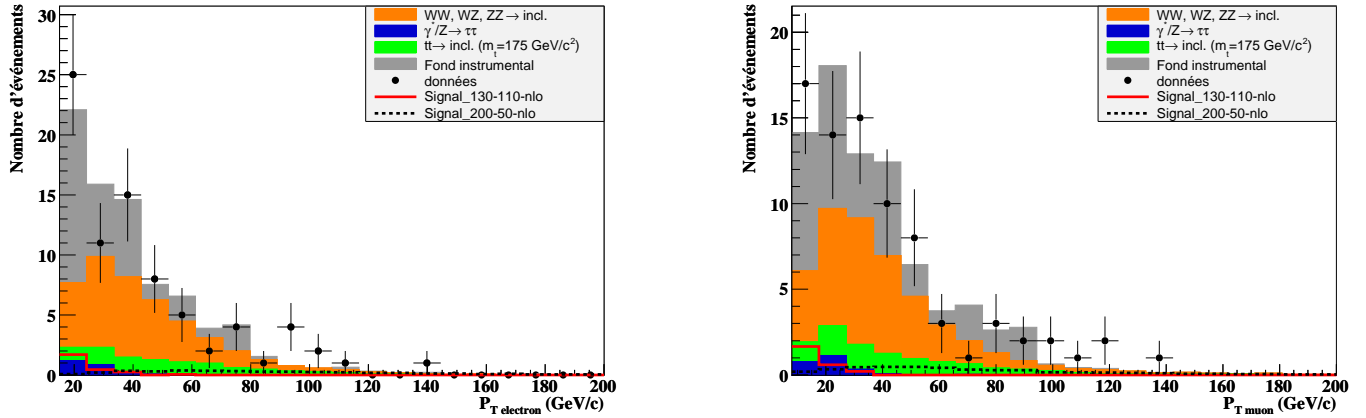 Nombre d'événements
30
25
20
15
10
5
0
WW, WZ, ZZ → incl.
γ*/Z→ ττ
tt→ incl. (m_t=175 GeV/c²)
Fond instrumental
données
Signal_130-110-nlo
Signal_200-50-nlo
20 40 60 80 100 120 140 160 180 200
P_T electron (GeV/c)
Nombre d'événements
20
15
10
5
0
WW, WZ, ZZ → incl.
γ*/Z→ ττ
tt→ incl. (m_t=175 GeV/c²)
Fond instrumental
données
Signal_130-110-nlo
Signal_200-50-nlo
20 40 60 80 100 120 140 160 180 200
P_T muon (GeV/c)